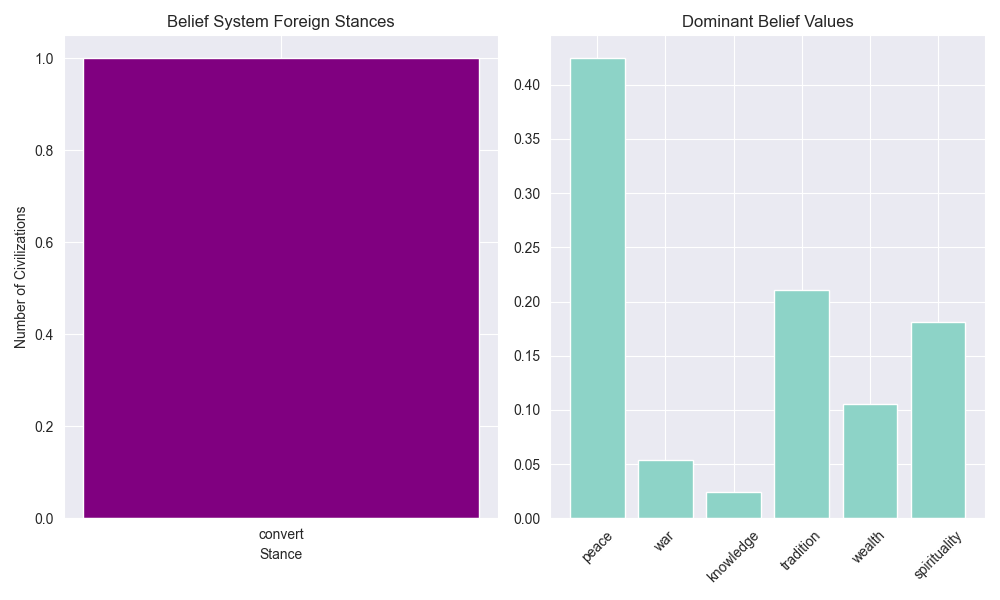 Belief System Foreign Stances
Number of Civilizations
1.0
0.8
0.6
0.4
0.2
0.0
convert
Stance
Dominant Belief Values
0.40
0.35
0.30
0.25
0.20
0.15
0.10
0.05
0.00
peace
war
knowledge
tradition
wealth
spirituality